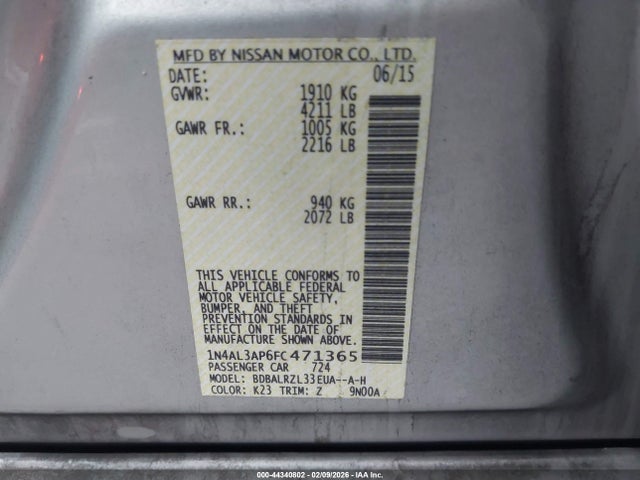 MFD BY NISSAN MOTOR CO., LTD.
DATE: 06/15
GVWR: 1910 KG
4211 LB
GAWR FR.: 1005 KG
2216 LB
GAWR RR.: 940 KG
2072 LB
THIS VEHICLE CONFORMS TO
ALL APPLICABLE FEDERAL
MOTOR VEHICLE SAFETY,
BUMPER, AND THEFT
PREVENTION STANDARDS IN
EFFECT ON THE DATE OF
MANUFACTURE SHOWN ABOVE.
1N4AL3AP6FC471365
PASSENGER CAR 724
MODEL: BDBALRZL33EUA--A-H
COLOR: K23 TRIM: Z 9N00A
000-44340802 - 02/09/2026 - COPYRIGHT IAA, LLC